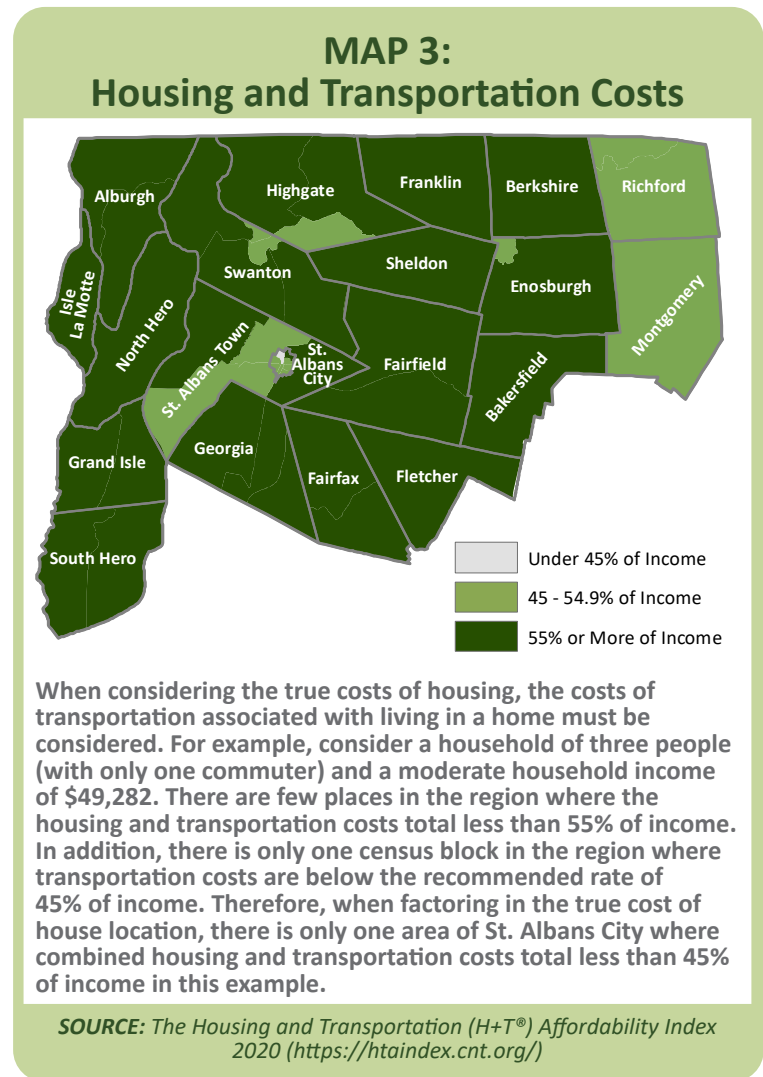 MAP 3:
Housing and Transportation Costs
Alburgh
Highgate
Franklin
Berkshire
Richford
Isle
La Motte
North Hero
Swanton
Sheldon
Enosburgh
Montgomery
St. Albans Town
St.
Albans
City
Fairfield
Bakersfield
Grand Isle
Georgia
Fairfax
Fletcher
South Hero
Under 45% of Income
45 - 54.9% of Income
55% or More of Income
When considering the true costs of housing, the costs of
transportation associated with living in a home must be
considered. For example, consider a household of three people
(with only one commuter) and a moderate household income
of $49,282. There are few places in the region where the
housing and transportation costs total less than 55% of income.
In addition, there is only one census block in the region where
transportation costs are below the recommended rate of
45% of income. Therefore, when factoring in the true cost of
house location, there is only one area of St. Albans City where
combined housing and transportation costs total less than 45%
of income in this example.
SOURCE: The Housing and Transportation (H+T®) Affordability Index
2020 (https://htaindex.cnt.org/)